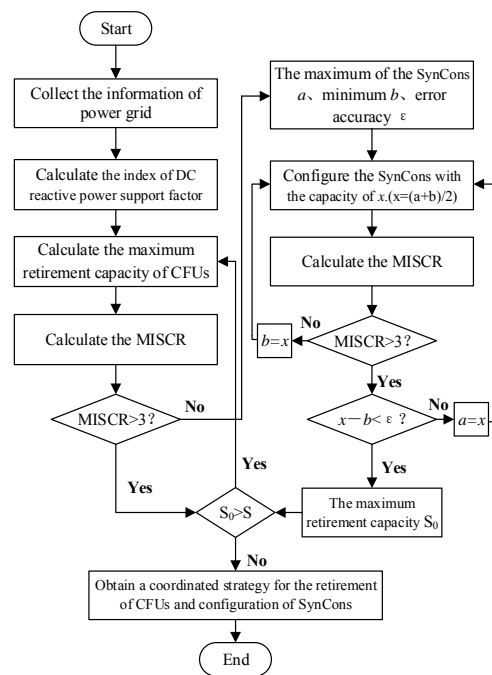 Start
Collect the information of
power grid
Calculate the index of DC
reactive power support factor
Calculate the maximum
retirement capacity of CFUs
Calculate the MISCR
MISCR>3?
No
Yes
The maximum of the SynCons
a、minimum b、error
accuracy ε
Configure the SynCons with
the capacity of x.(x=(a+b)/2)
Calculate the MISCR
MISCR>3?
No
b=x
Yes
x－b<ε?
No
a=x
Yes
The maximum
retirement capacity S₀
S₀>S
Yes
No
Obtain a coordinated strategy for the retirement
of CFUs and configuration of SynCons
End